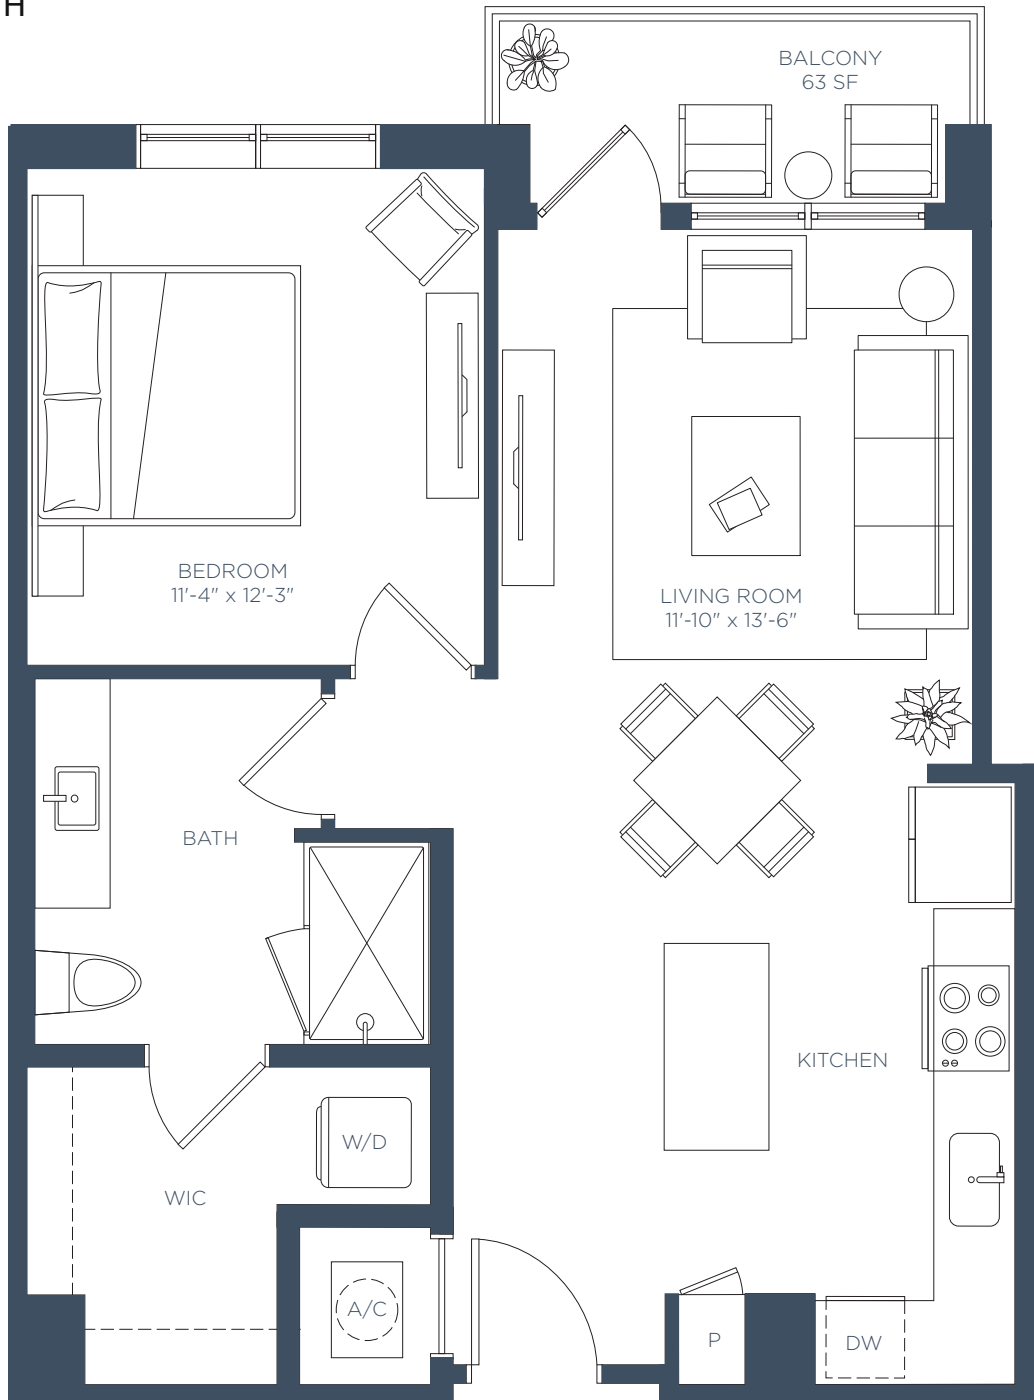 H
BALCONY
63 SF
BEDROOM
11'-4" x 12'-3"
LIVING ROOM
11'-10" x 13'-6"
BATH
KITCHEN
W/D
WIC
A/C
P
DW